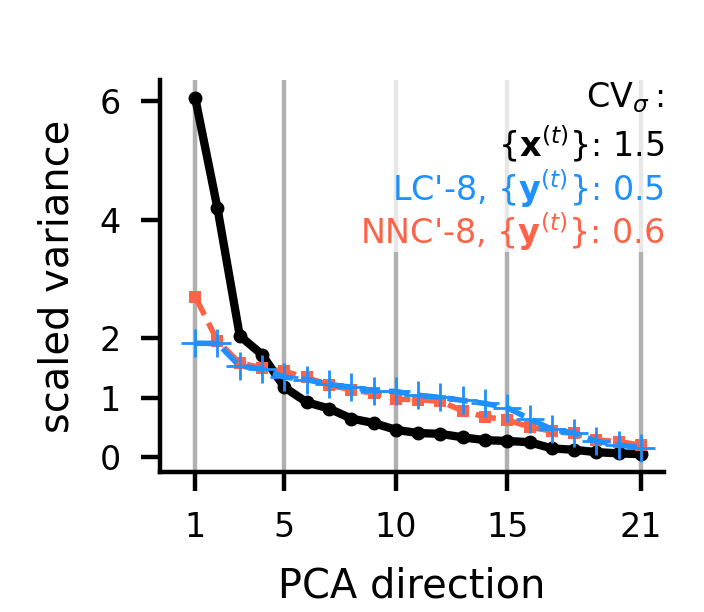 CVσ :
{x⁽ᵗ⁾}: 1.5
LC'-8, {y⁽ᵗ⁾}: 0.5
NNC'-8, {y⁽ᵗ⁾}: 0.6
scaled variance
6
4
2
1
0
1 5 10 15 21
PCA direction